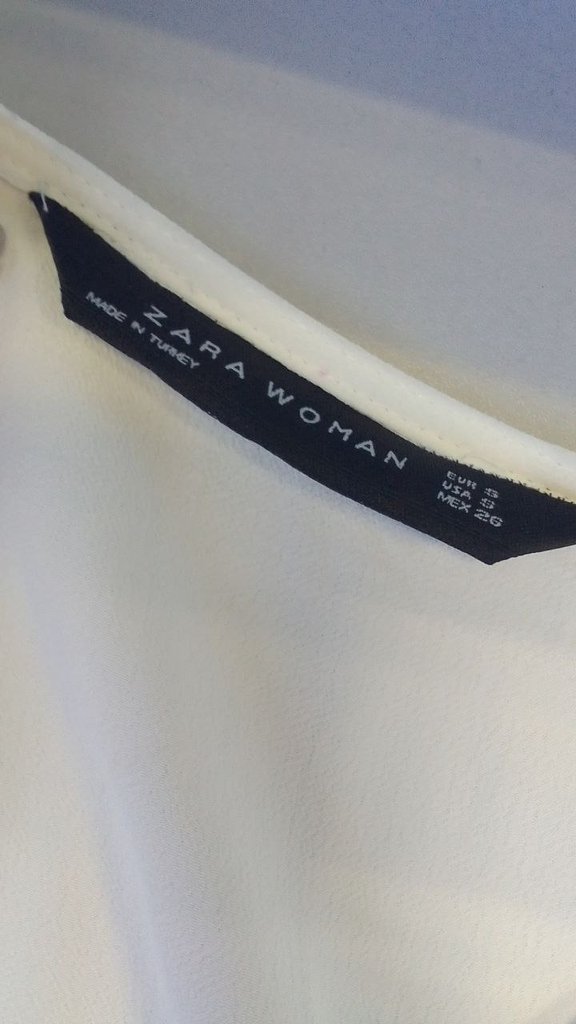 ZARA WOMAN
MADE IN TURKEY
EUR S
USA S
MEX 26